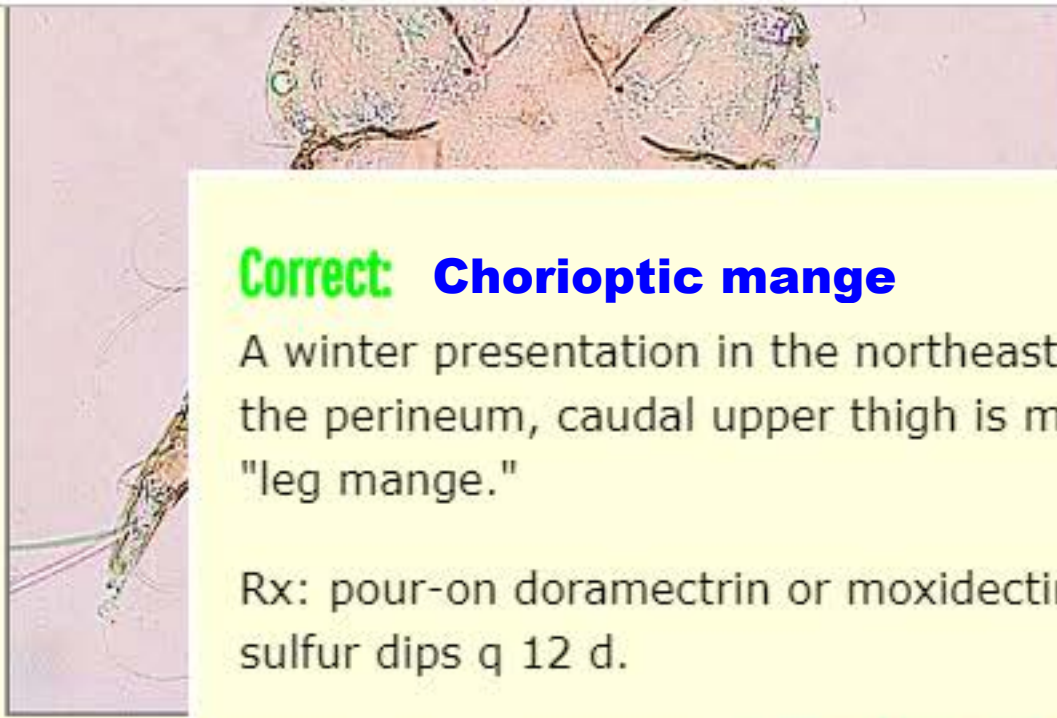 Correct: Chorioptic mange
A winter presentation in the northeast
the perineum, caudal upper thigh is
"leg mange."
Rx: pour-on doramectrin or
sulfur dips q 12 d.